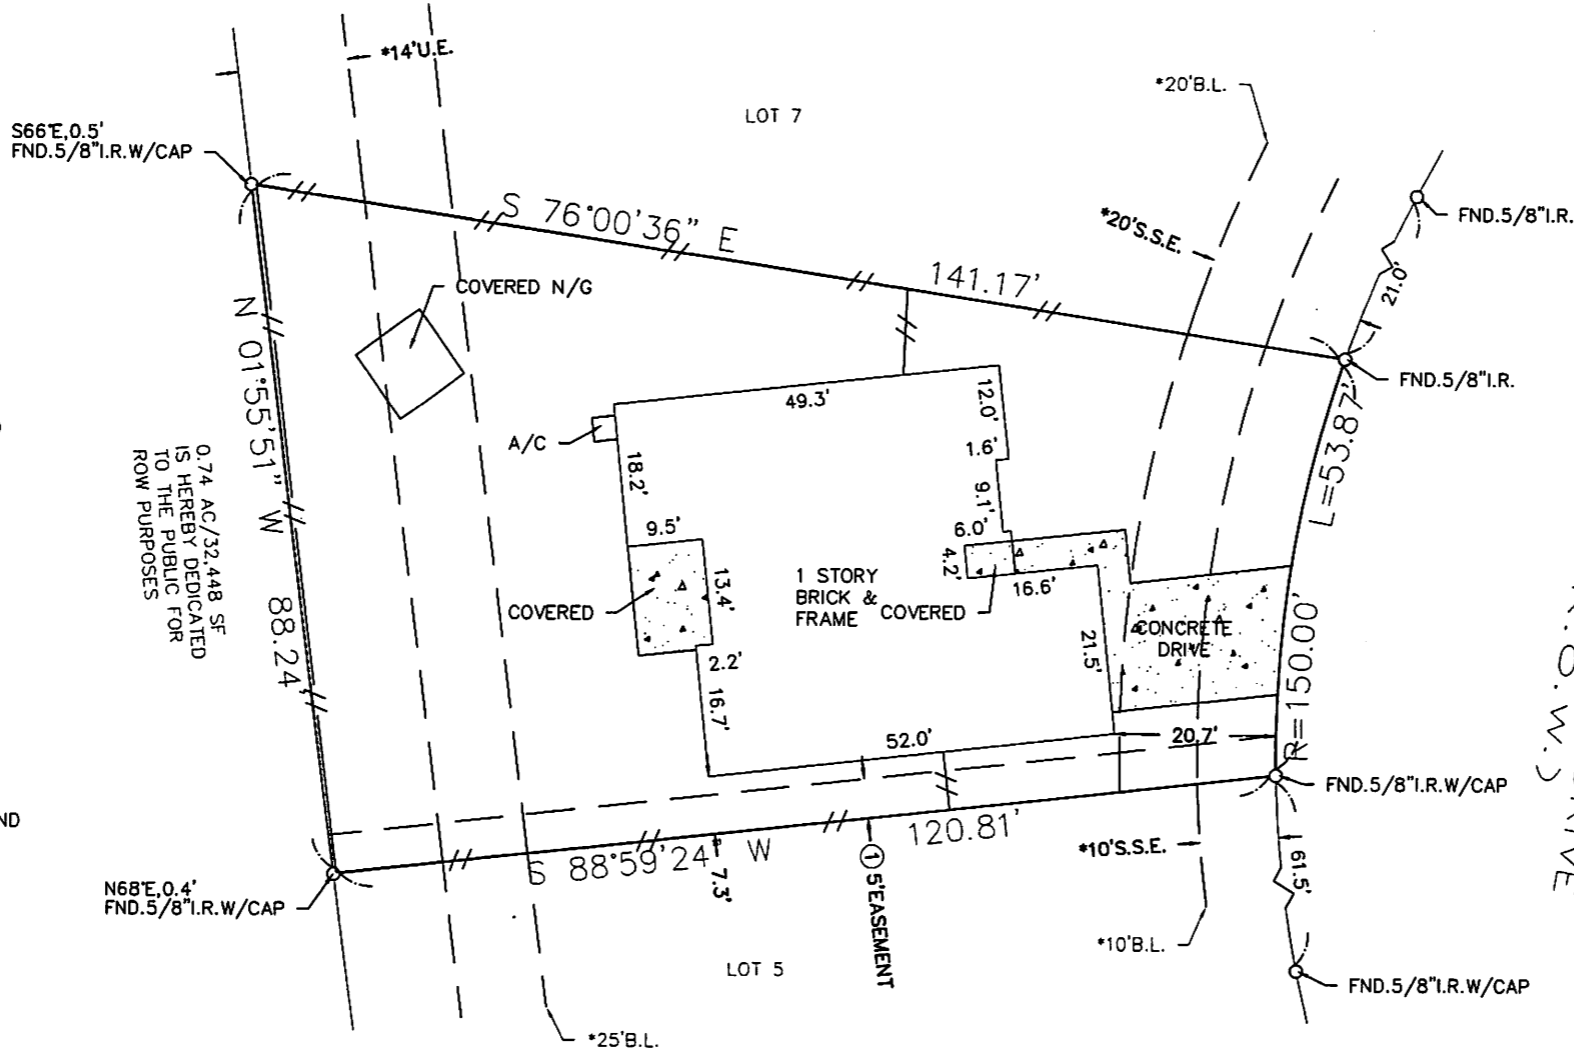 *14'U.E.
*20'B.L.
LOT 7
S66°E,0.5'
FND.5/8"I.R.W/CAP
FND.5/8"I.R.
*20'S.S.E.
S 76°00'36" E
141.17'
21.0'
COVERED N/G
FND.5/8"I.R.
N 01°55'51" W
88.24'
49.3'
12.0'
L=53.87'
A/C
1.6'
18.2'
9.1'
0.74 AC/32,448 SF
IS HEREBY DEDICATED
TO THE PUBLIC FOR
ROW PURPOSES
9.5'
6.0'
4.2'
13.4'
1 STORY
BRICK &
FRAME
COVERED
COVERED
16.6'
CONCRETE
DRIVE
21.5'
R=150.00'
2.2'
16.7'
52.0'
20.7'
R.O.W.)
FND.5/8"I.R.W/CAP
ND
120.81'
S 88°59'24" W
*10'S.S.E.
7.3'
1 5'EASEMENT
61.5'
N68°E,0.4'
FND.5/8"I.R.W/CAP
*10'B.L.
LOT 5
FND.5/8"I.R.W/CAP
*25'B.L.